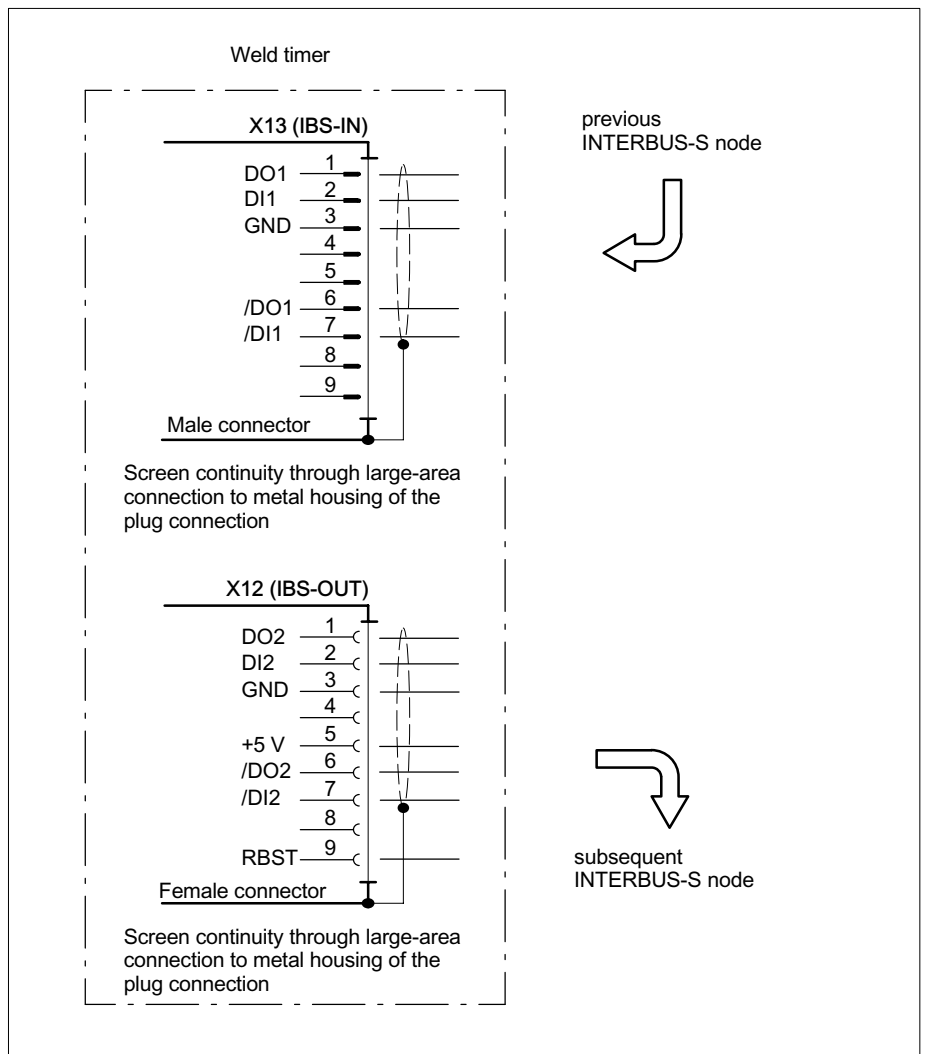 Weld timer
X13 (IBS-IN)
previous
INTERBUS-S node
DO1 1
DI1 2
GND 3
4
5
/DO1 6
/DI1 7
8
9
Male connector
Screen continuity through large-area
connection to metal housing of the
plug connection
X12 (IBS-OUT)
DO2 1
DI2 2
GND 3
4
+5 V 5
/DO2 6
/DI2 7
8
RBST 9
subsequent
INTERBUS-S node
Female connector
Screen continuity through large-area
connection to metal housing of the
plug connection